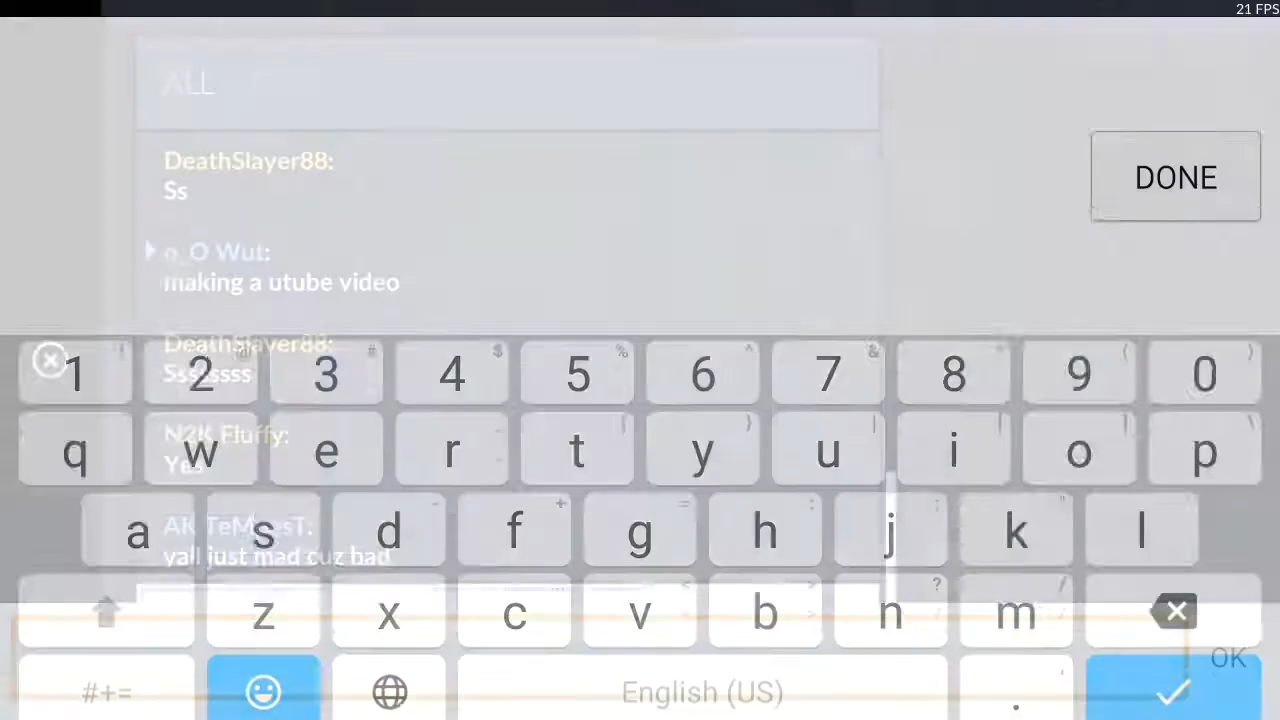 21 FPS
ALL
DeathSlayer88:
Ss
DONE
o_O Wut:
making a utube video
DeathSlayer88:
1 2 3 4 5 6 7 8 9 0
N2K Fluffy:
Yes
q w e r t y u i o p
yall just mad cuz bad
a s d f g h j k l
z x c v b n m
OK
#+= English (US) .